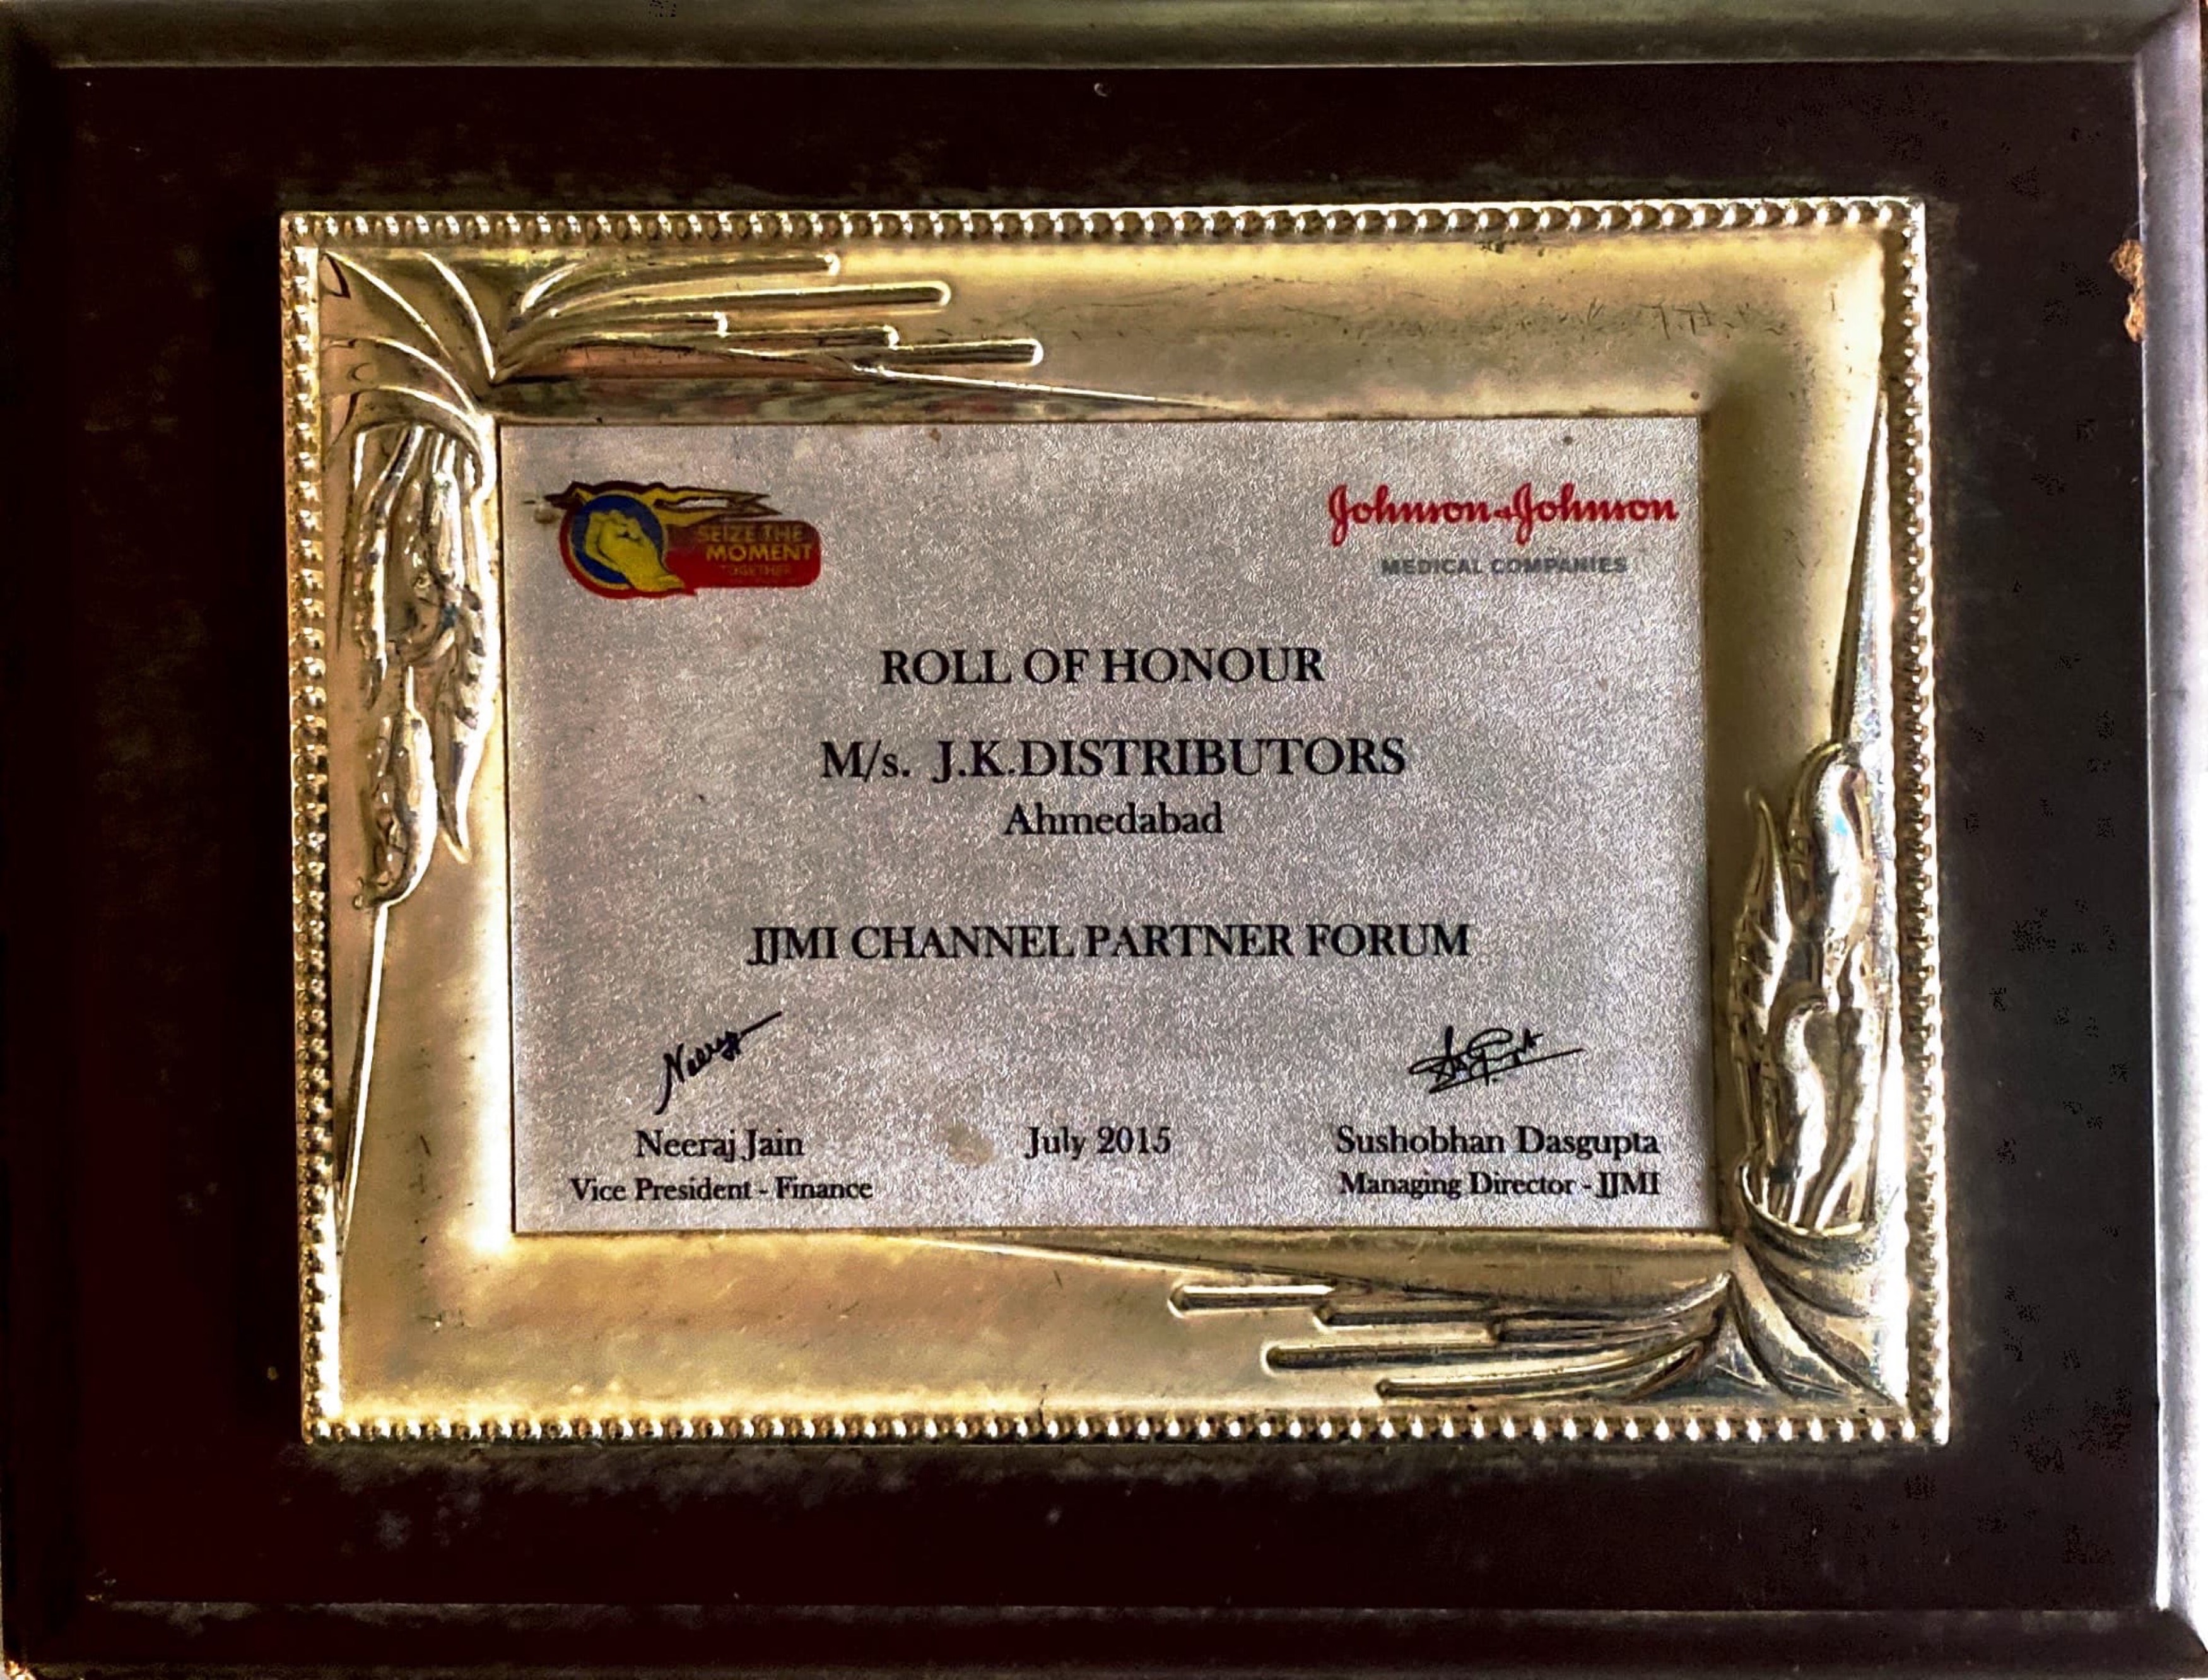 SEIZE THE
MOMENT
TOGETHER
Johnson & Johnson
MEDICAL COMPANIES
ROLL OF HONOUR
M/s. J.K.DISTRIBUTORS
Ahmedabad
JJMI CHANNEL PARTNER FORUM
Neeraj
Neeraj Jain
Vice President - Finance
July 2015
Sushobhan Dasgupta
Managing Director - JJMI